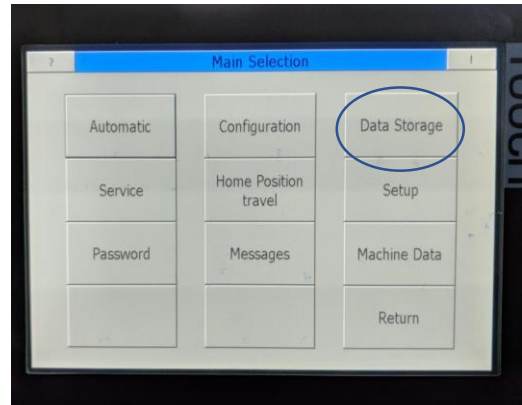 ?
Main Selection
!
Automatic
Configuration
Data Storage
Service
Home Position
travel
Setup
Password
Messages
Machine Data
Return